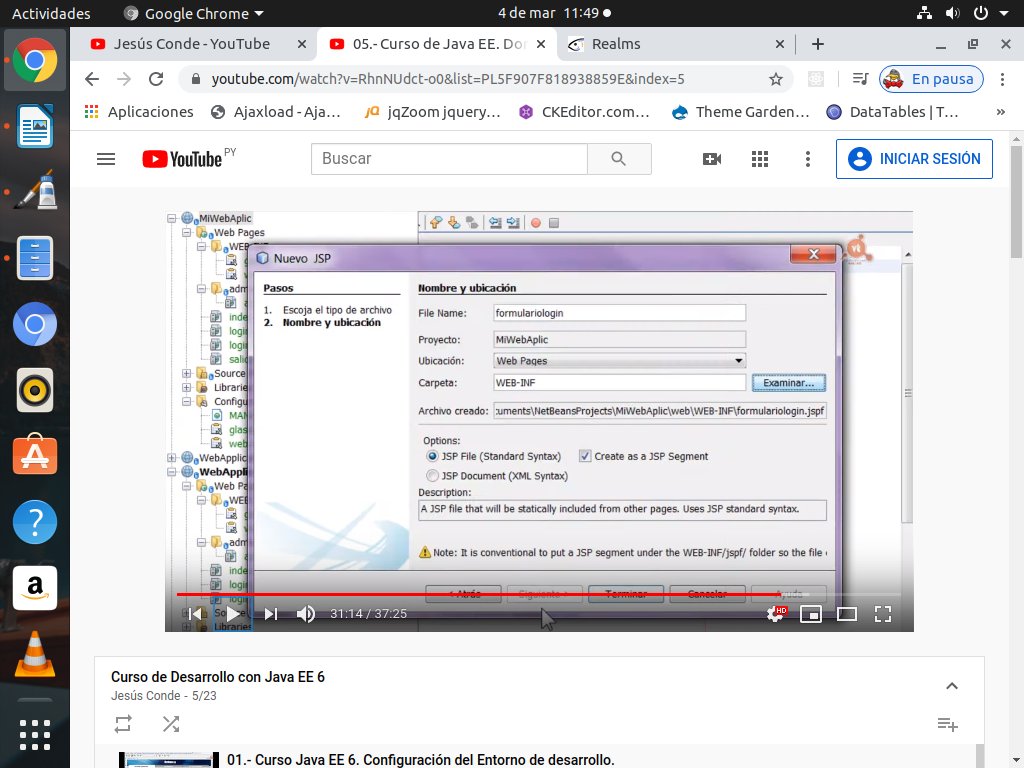 Actividades
Google Chrome
4 de mar 11:49
Jesús Conde - YouTube
05.- Curso de Java EE. Dor
Realms
youtube.com/watch?v=RhnNUdct-o0&list=PL5F907F818938859E&index=5
En pausa
Aplicaciones
Ajaxload - Aja...
jqZoom jquery...
CKEditor.com...
Theme Garden...
DataTables | T...
»
YouTube PY
Buscar
INICIAR SESIÓN
MiWebAplic
Web Pages
WEB-INF
Nuevo JSP
Pasos
1. Escoja el tipo de archivo
2. Nombre y ubicación
Nombre y ubicación
File Name: formulariologin
Proyecto: MiWebAplic
Ubicación: Web Pages
Carpeta: WEB-INF
Examinar...
Archivo creado: :uments\NetBeansProjects\MiWebAplic\web\WEB-INF\formulariologin.jspf
Options:
JSP File (Standard Syntax)
Create as a JSP Segment
JSP Document (XML Syntax)
Description:
A JSP file that will be statically included from other pages. Uses JSP standard syntax.
Note: It is conventional to put a JSP segment under the WEB-INF/jspf/ folder so the file
< Atrás
Siguiente >
Terminar
Cancelar
Ayuda
adm
inde
login
login
salic
Source
Librarie
Configu
MAN
glas
web
WebApplic
WebAppli
Web Pa
WE
adm
inde
login
login
Source
Libraries
31:14 / 37:25
HD
Curso de Desarrollo con Java EE 6
Jesús Conde - 5/23
01.- Curso Java EE 6. Configuración del Entorno de desarrollo.